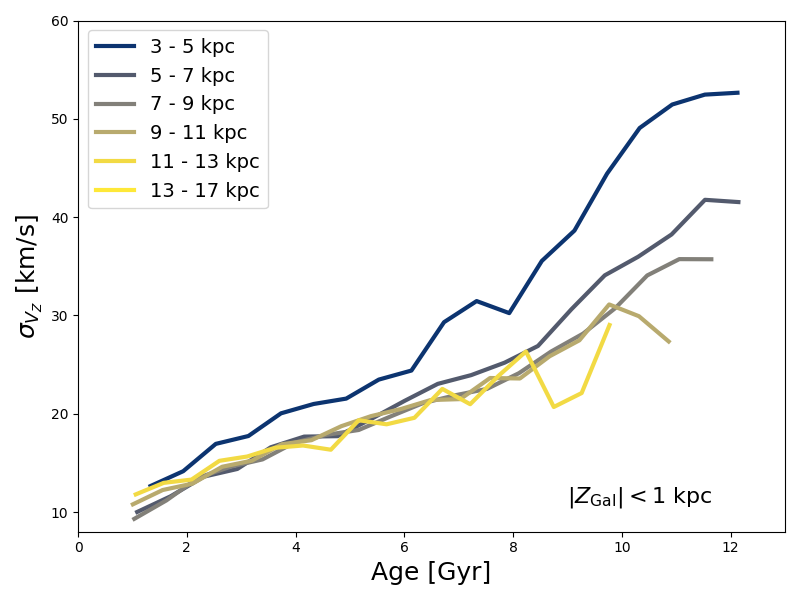 60
50
40
30
20
10
0
2
4
6
8
10
12
σ_{V_Z} [km/s]
Age [Gyr]
3 - 5 kpc
5 - 7 kpc
7 - 9 kpc
9 - 11 kpc
11 - 13 kpc
13 - 17 kpc
|Z_{Gal}| < 1 kpc